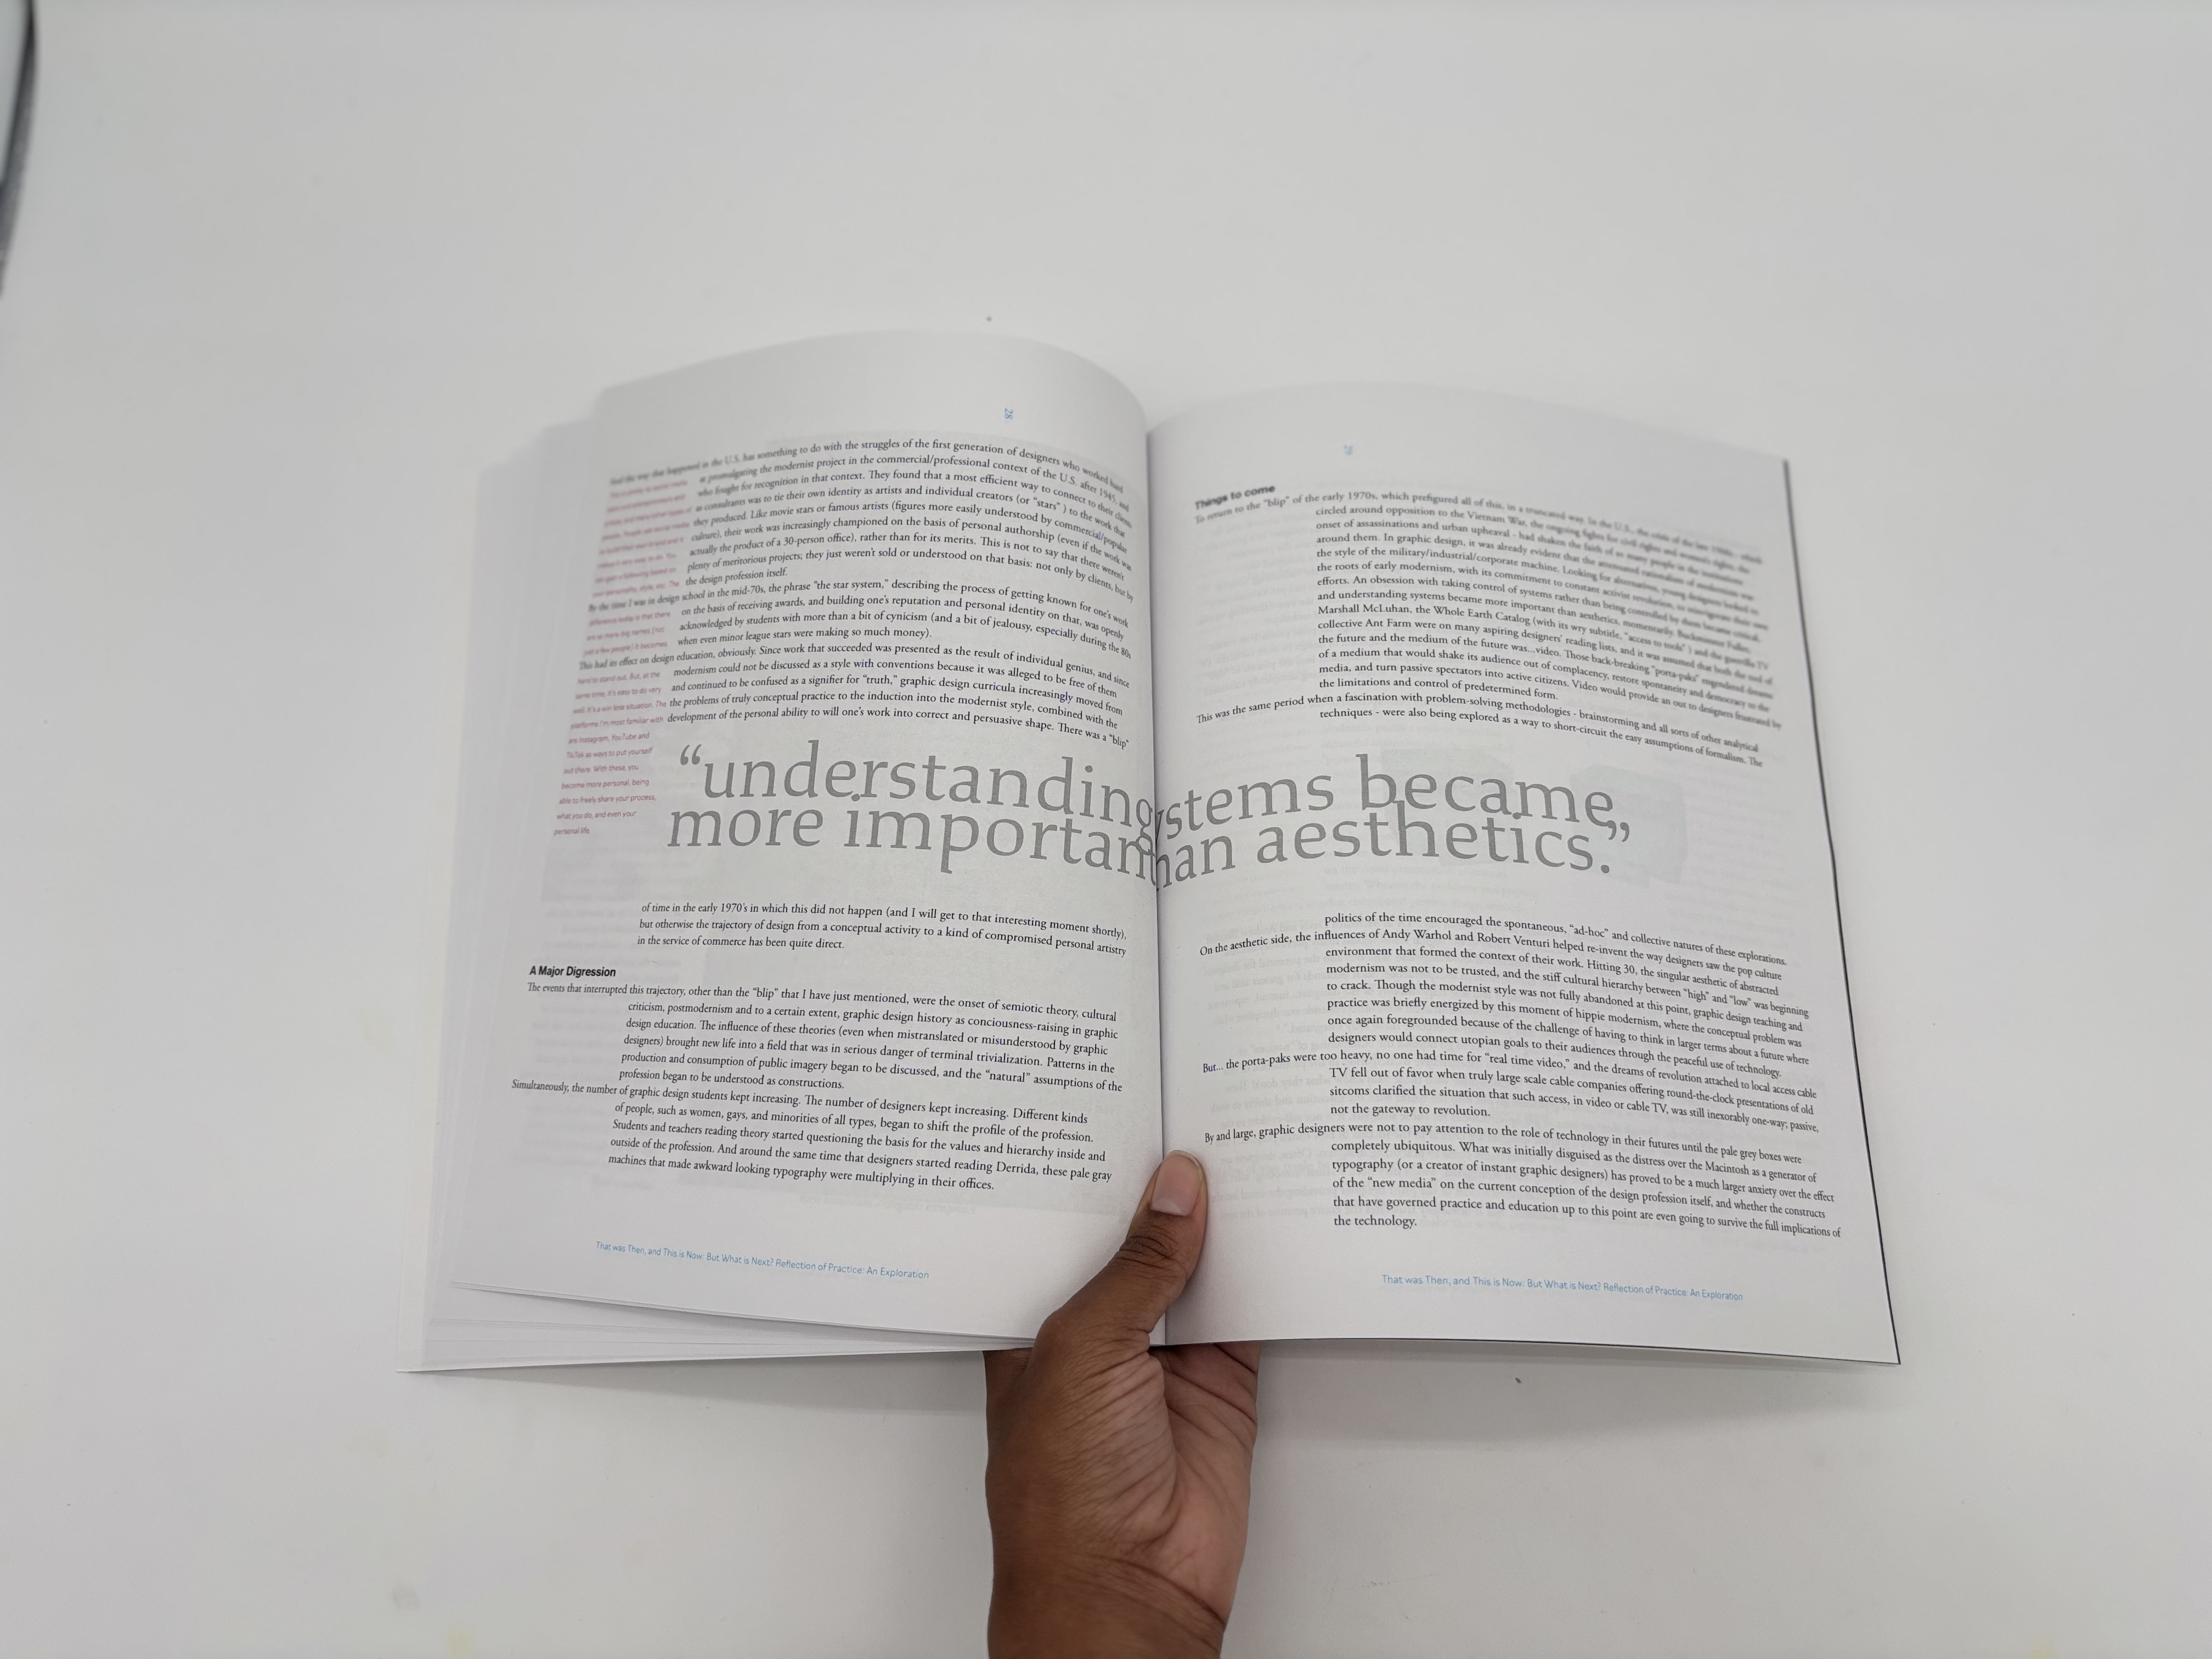 28
And the way that happened in the U.S. has something to do with the struggles of the first generation of designers who worked hard
at promulgating the modernist project in the commercial/professional context of the U.S. after 1945, and
who fought for recognition in that context. They found that a most efficient way to connect to their clients
as consultants was to tie their own identity as artists and individual creators (or "stars" ) to the work that
they produced. Like movie stars or famous artists (figures more easily understood by commercial/popular
culture), their work was increasingly championed on the basis of personal authorship (even if the work was
actually the product of a 30-person office), rather than for its merits. This is not to say that there weren't
plenty of meritorious projects; they just weren't sold or understood on that basis: not only by clients, but by
the design profession itself.
By the time I was in design school in the mid-70s, the phrase "the star system," describing the process of getting known for one's work
on the basis of receiving awards, and building one's reputation and personal identity on that, was openly
acknowledged by students with more than a bit of cynicism (and a bit of jealousy, especially during the 80s
when even minor league stars were making so much money).
This had its effect on design education, obviously. Since work that succeeded was presented as the result of individual genius, and since
modernism could not be discussed as a style with conventions because it was alleged to be free of them
and continued to be confused as a signifier for "truth," graphic design curricula increasingly moved from
the problems of truly conceptual practice to the induction into the modernist style, combined with the
development of the personal ability to will one's work into correct and persuasive shape. There was a "blip"
difference today is that there
are so many big names (not
just a few people) it becomes
hard to stand out. But, at the
same time, it's easy to do very
well. It's a win lose situation. The
platforms I'm most familiar with
are Instagram, YouTube and
TikTok as ways to put yourself
out there. With these, you
become more personal, being
able to freely share your process,
what you do, and even your
personal life.
"understanding ystems became,
more important han aesthetics."
of time in the early 1970's in which this did not happen (and I will get to that interesting moment shortly),
but otherwise the trajectory of design from a conceptual activity to a kind of compromised personal artistry
in the service of commerce has been quite direct.
A Major Digression
The events that interrupted this trajectory, other than the "blip" that I have just mentioned, were the onset of semiotic theory, cultural
criticism, postmodernism and to a certain extent, graphic design history as conciousness-raising in graphic
design education. The influence of these theories (even when mistranslated or misunderstood by graphic
designers) brought new life into a field that was in serious danger of terminal trivialization. Patterns in the
production and consumption of public imagery began to be discussed, and the "natural" assumptions of the
profession began to be understood as constructions.
Simultaneously, the number of graphic design students kept increasing. The number of designers kept increasing. Different kinds
of people, such as women, gays, and minorities of all types, began to shift the profile of the profession.
Students and teachers reading theory started questioning the basis for the values and hierarchy inside and
outside of the profession. And around the same time that designers started reading Derrida, these pale gray
machines that made awkward looking typography were multiplying in their offices.
That was Then, and This is Now: But What is Next? Reflection of Practice: An Exploration
Things to come
To return to the "blip" of the early 1970s, which prefigured all of this, in a truncated way. In the U.S., the crisis of the late 1960s - which
circled around opposition to the Vietnam War, the ongoing fights for civil rights and women's rights, the
onset of assassinations and urban upheaval - had shaken the faith of so many people in the institutions
around them. In graphic design, it was already evident that the attenuated rationalism of modernism was
the style of the military/industrial/corporate machine. Looking for alternatives, young designers looked to
the roots of early modernism, with its commitment to constant activist revolution, to reinvigorate their own
efforts. An obsession with taking control of systems rather than being controlled by them became critical,
and understanding systems became more important than aesthetics, momentarily. Buckminster Fuller,
Marshall McLuhan, the Whole Earth Catalog (with its wry subtitle, "access to tools" ) and the guerrilla TV
collective Ant Farm were on many aspiring designers' reading lists, and it was assumed that both the tool of
the future and the medium of the future was...video. Those back-breaking "porta-paks" engendered dreams
of a medium that would shake its audience out of complacency, restore spontaneity and democracy to the
media, and turn passive spectators into active citizens. Video would provide an out to designers frustrated by
the limitations and control of predetermined form.
This was the same period when a fascination with problem-solving methodologies - brainstorming and all sorts of other analytical
techniques - were also being explored as a way to short-circuit the easy assumptions of formalism. The
politics of the time encouraged the spontaneous, "ad-hoc" and collective natures of these explorations.
On the aesthetic side, the influences of Andy Warhol and Robert Venturi helped re-invent the way designers saw the pop culture
environment that formed the context of their work. Hitting 30, the singular aesthetic of abstracted
modernism was not to be trusted, and the stiff cultural hierarchy between "high" and "low" was beginning
to crack. Though the modernist style was not fully abandoned at this point, graphic design teaching and
practice was briefly energized by this moment of hippie modernism, where the conceptual problem was
once again foregrounded because of the challenge of having to think in larger terms about a future where
designers would connect utopian goals to their audiences through the peaceful use of technology.
But... the porta-paks were too heavy, no one had time for "real time video," and the dreams of revolution attached to local access cable
TV fell out of favor when truly large scale cable companies offering round-the-clock presentations of old
sitcoms clarified the situation that such access, in video or cable TV, was still inexorably one-way; passive,
not the gateway to revolution.
By and large, graphic designers were not to pay attention to the role of technology in their futures until the pale grey boxes were
completely ubiquitous. What was initially disguised as the distress over the Macintosh as a generator of
typography (or a creator of instant graphic designers) has proved to be a much larger anxiety over the effect
of the "new media" on the current conception of the design profession itself, and whether the constructs
that have governed practice and education up to this point are even going to survive the full implications of
the technology.
That was Then, and This is Now: But What is Next? Reflection of Practice: An Exploration